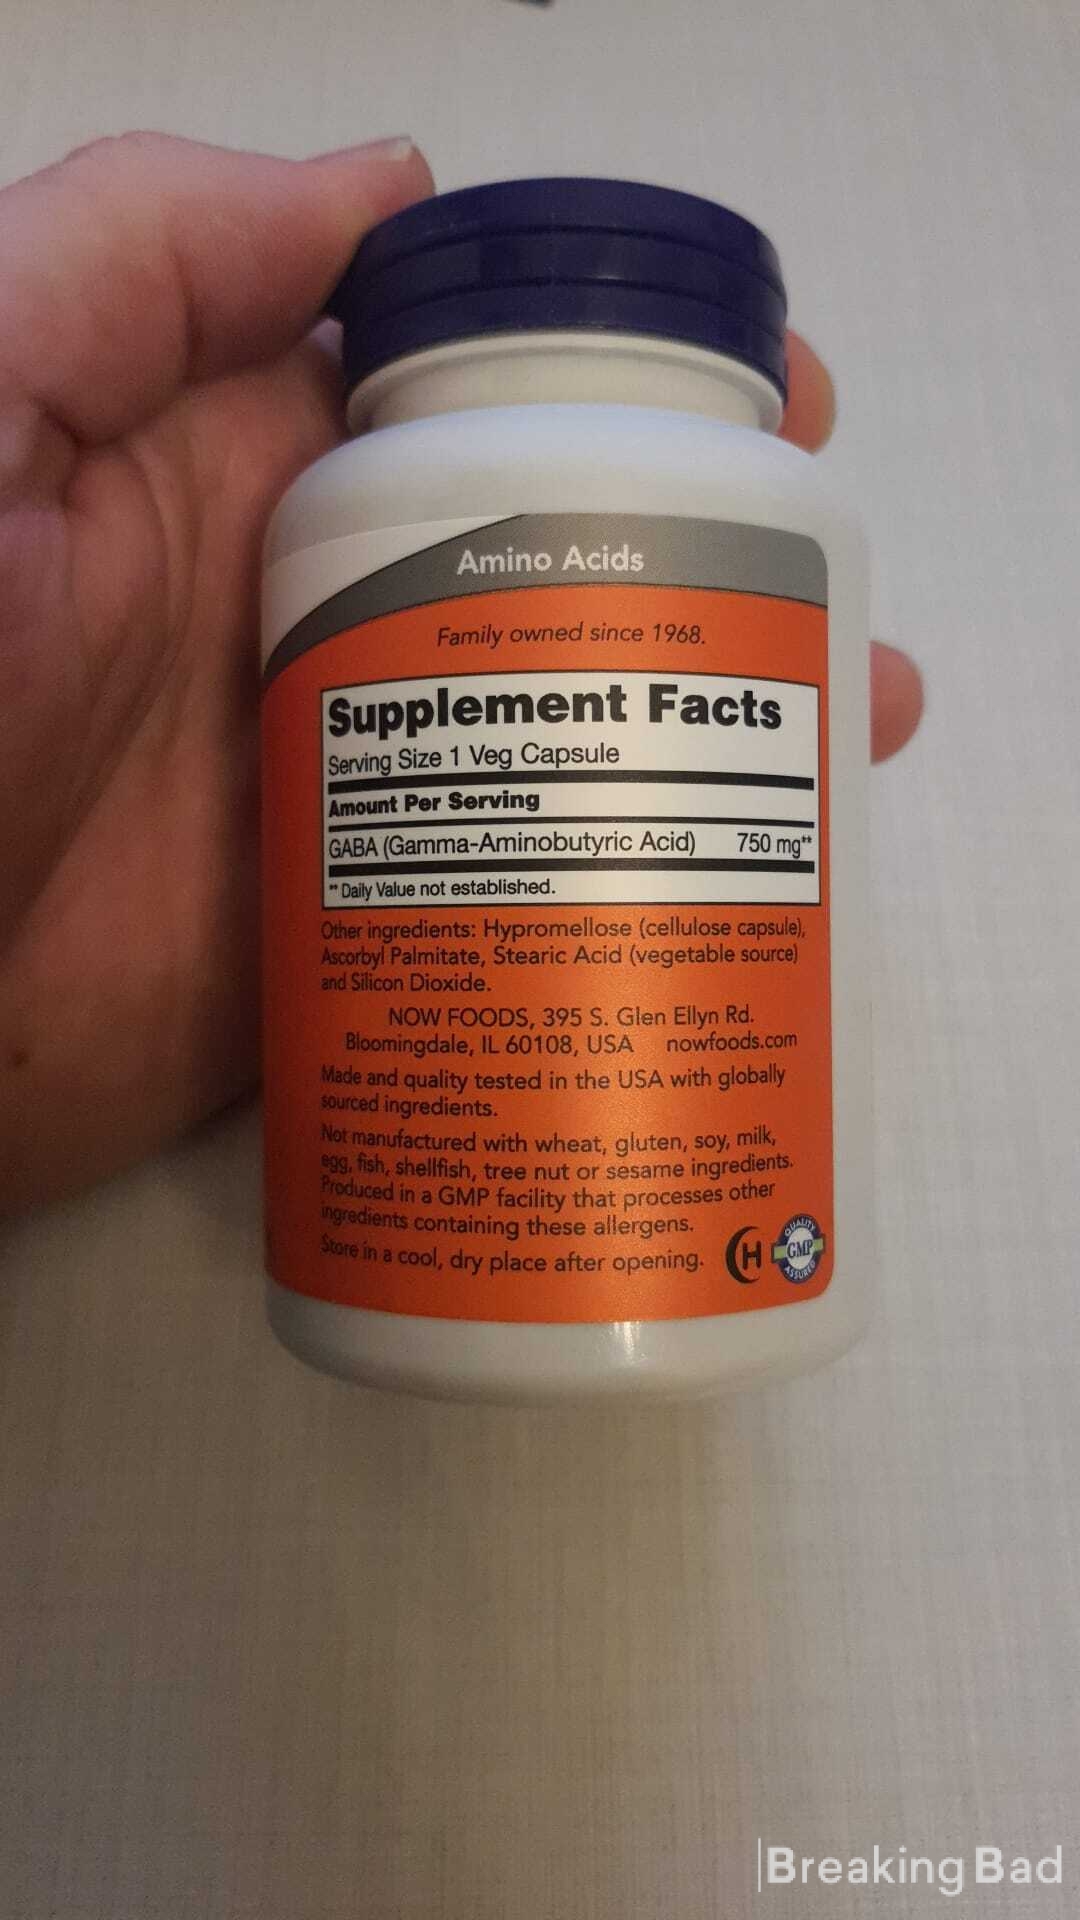 Amino Acids
Family owned since 1968.
Supplement Facts
Serving Size 1 Veg Capsule
Amount Per Serving
GABA (Gamma-Aminobutyric Acid) 750 mg**
** Daily Value not established.
Other ingredients: Hypromellose (cellulose capsule),
Ascorbyl Palmitate, Stearic Acid (vegetable source)
and Silicon Dioxide.
NOW FOODS, 395 S. Glen Ellyn Rd.
Bloomingdale, IL 60108, USA nowfoods.com
Made and quality tested in the USA with globally
sourced ingredients.
Not manufactured with wheat, gluten, soy, milk,
egg, fish, shellfish, tree nut or sesame ingredients.
Produced in a GMP facility that processes other
ingredients containing these allergens.
Store in a cool, dry place after opening.
H
QUALITY
GMP
ASSURED
Breaking Bad